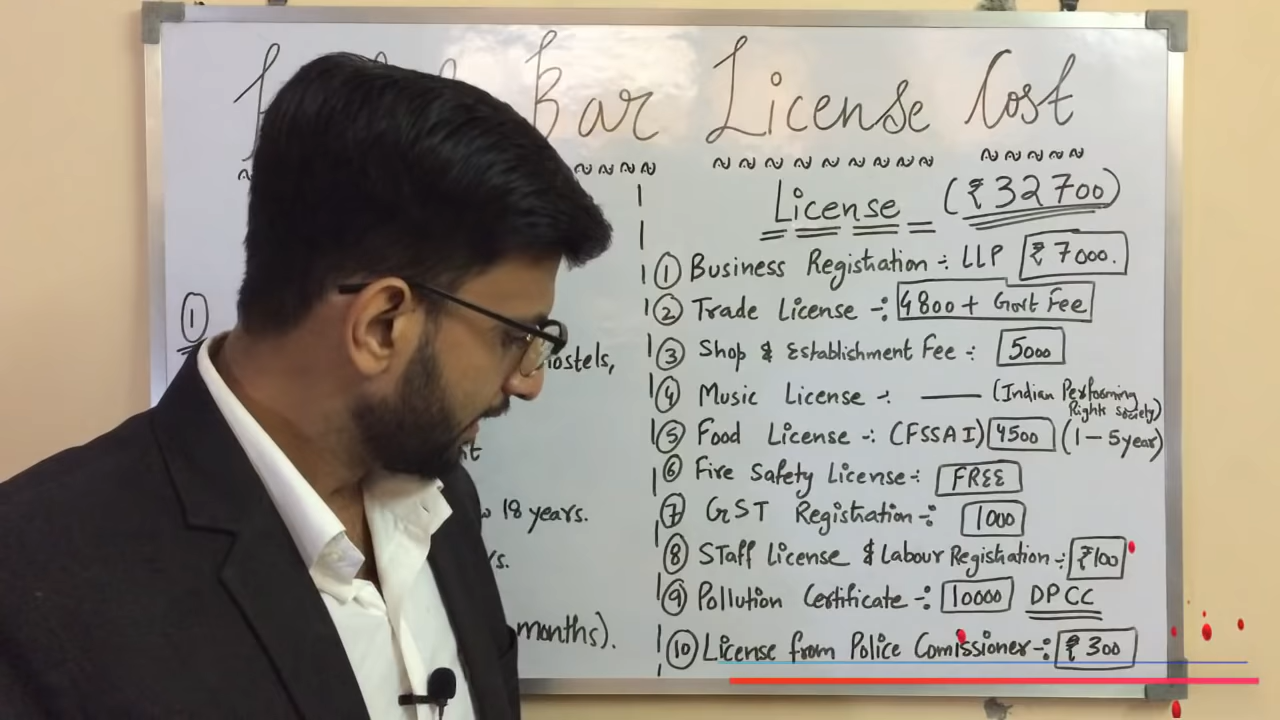 Bar License Cost
License (₹32700)
① Business Registration -: LLP ₹7000.
② Trade License -: 4800 + Govt Fee
③ Shop & Establishment Fee -: 5000
④ Music License -: —— (Indian Performing
Rights society)
⑤ Food License -: (FSSAI) 4500 (1-5year)
⑥ Fire Safety License -: FREE
⑦ GST Registration -: 1000
⑧ Staff License & Labour Registration -: ₹100
⑨ Pollution Certificate -: 10000 DPCC
⑩ License from Police Comissioner -: ₹300
①
18 years.
months).